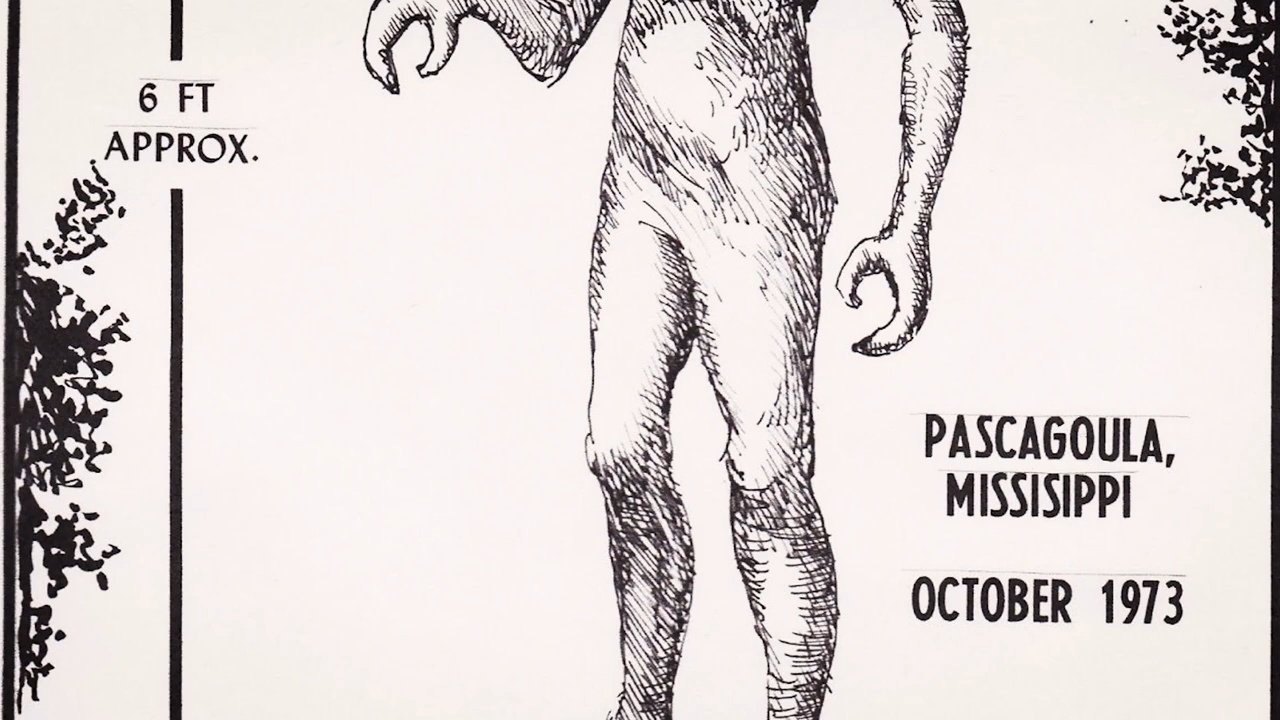 6 FT
APPROX.
PASCAGOULA,
MISSISIPPI
OCTOBER 1973